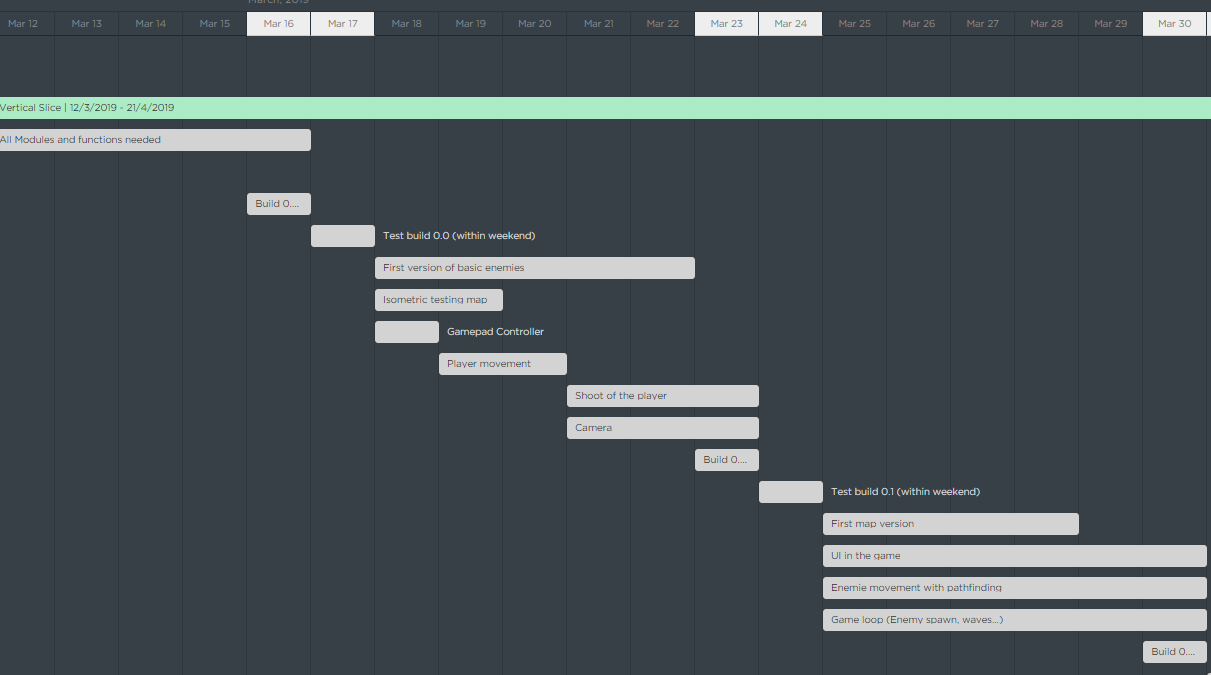 March, 2019
Mar 12 Mar 13 Mar 14 Mar 15 Mar 16 Mar 17 Mar 18 Mar 19 Mar 20 Mar 21 Mar 22 Mar 23 Mar 24 Mar 25 Mar 26 Mar 27 Mar 28 Mar 29 Mar 30
Vertical Slice | 12/3/2019 - 21/4/2019
All Modules and functions needed
Build 0....
Test build 0.0 (within weekend)
First version of basic enemies
Isometric testing map
Gamepad Controller
Player movement
Shoot of the player
Camera
Build 0....
Test build 0.1 (within weekend)
First map version
UI in the game
Enemie movement with pathfinding
Game loop (Enemy spawn, waves...)
Build 0....